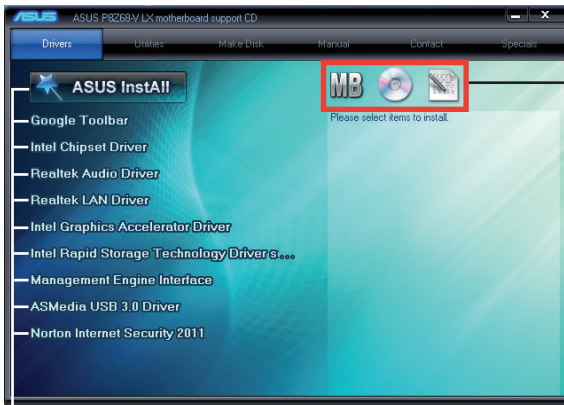 ASUS ASUS P8Z68-V LX motherboard support CD
Drivers Utilities Make Disk Manual Contact Specials
ASUS InstAll
MB
Please select items to install.
Google Toolbar
Intel Chipset Driver
Realtek Audio Driver
Realtek LAN Driver
Intel Graphics Accelerator Driver
Intel Rapid Storage Technology Driver s...
Management Engine Interface
ASMedia USB 3.0 Driver
Norton Internet Security 2011